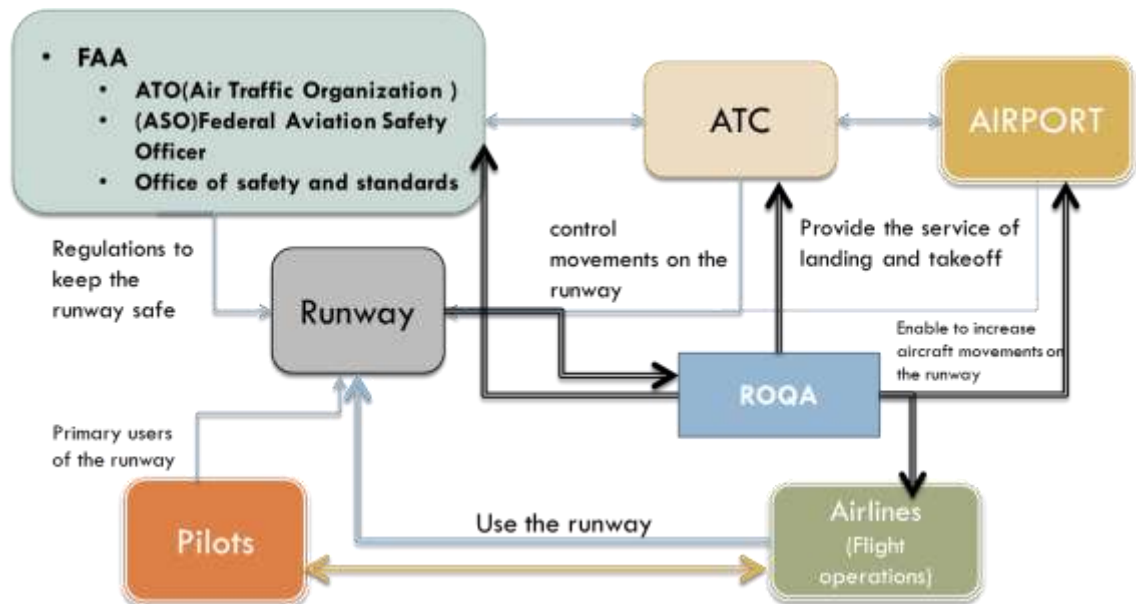 FAA
ATO(Air Traffic Organization )
(ASO)Federal Aviation Safety
Officer
Office of safety and standards
ATC
AIRPORT
Regulations to
keep the
runway safe
Runway
control
movements on the
runway
Provide the service of
landing and takeoff
Enable to increase
aircraft movements on
the runway
ROQA
Primary users
of the runway
Pilots
Use the runway
Airlines
(Flight
operations)